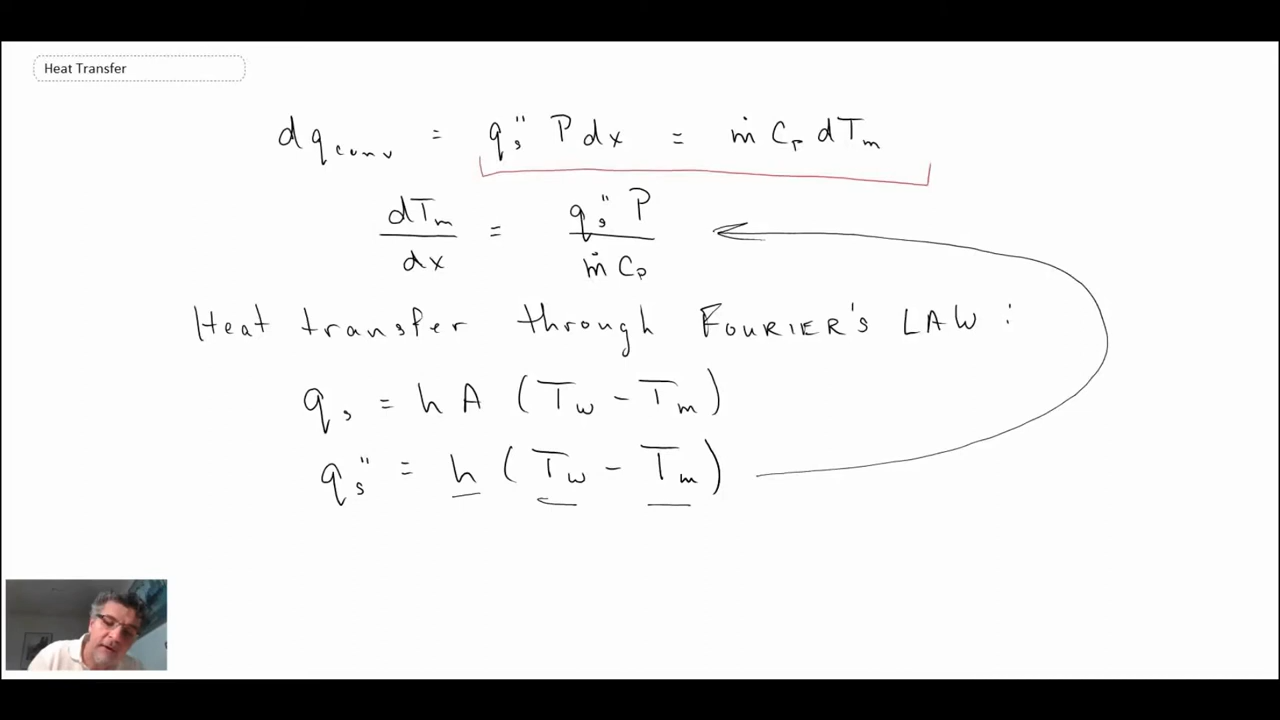 Heat Transfer
dq_conv = q_s'' P dx = ṁ C_p dT_m
dT_m/dx = q_s'' P / ṁ C_p
Heat transfer through FOURIER'S LAW :
q_s = h A (T_w - T_m)
q_s'' = h (T_w - T_m)